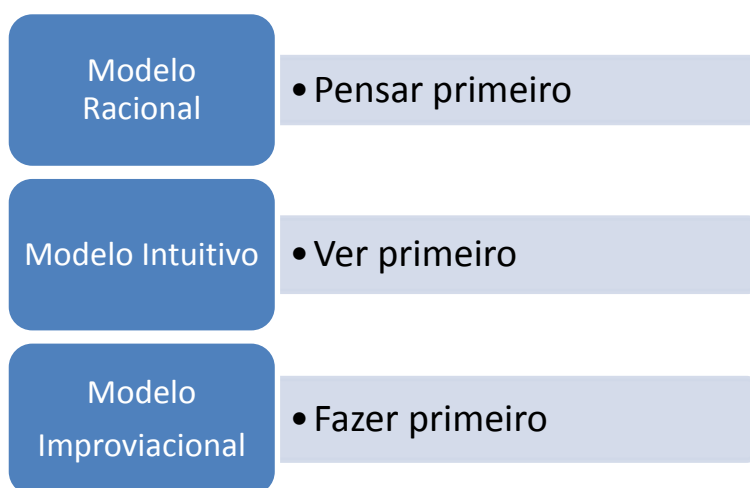 Modelo
Racional
• Pensar primeiro
Modelo Intuitivo
• Ver primeiro
Modelo
Improviacional
• Fazer primeiro